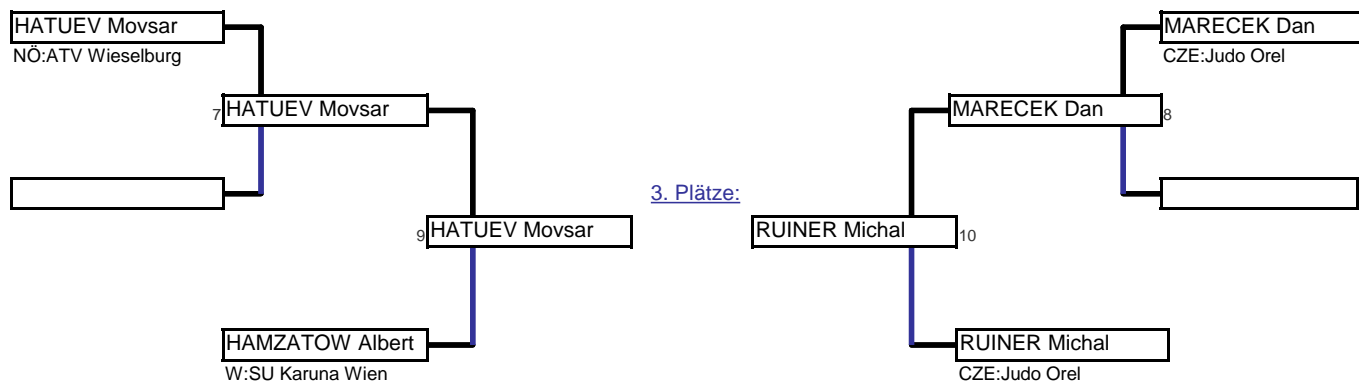 HATUEV Movsar
NÖ:ATV Wieselburg
MARECEK Dan
CZE:Judo Orel
7 HATUEV Movsar
MARECEK Dan 8
3. Plätze:
9 HATUEV Movsar
RUINER Michal 10
HAMZATOW Albert
W:SU Karuna Wien
RUINER Michal
CZE:Judo Orel